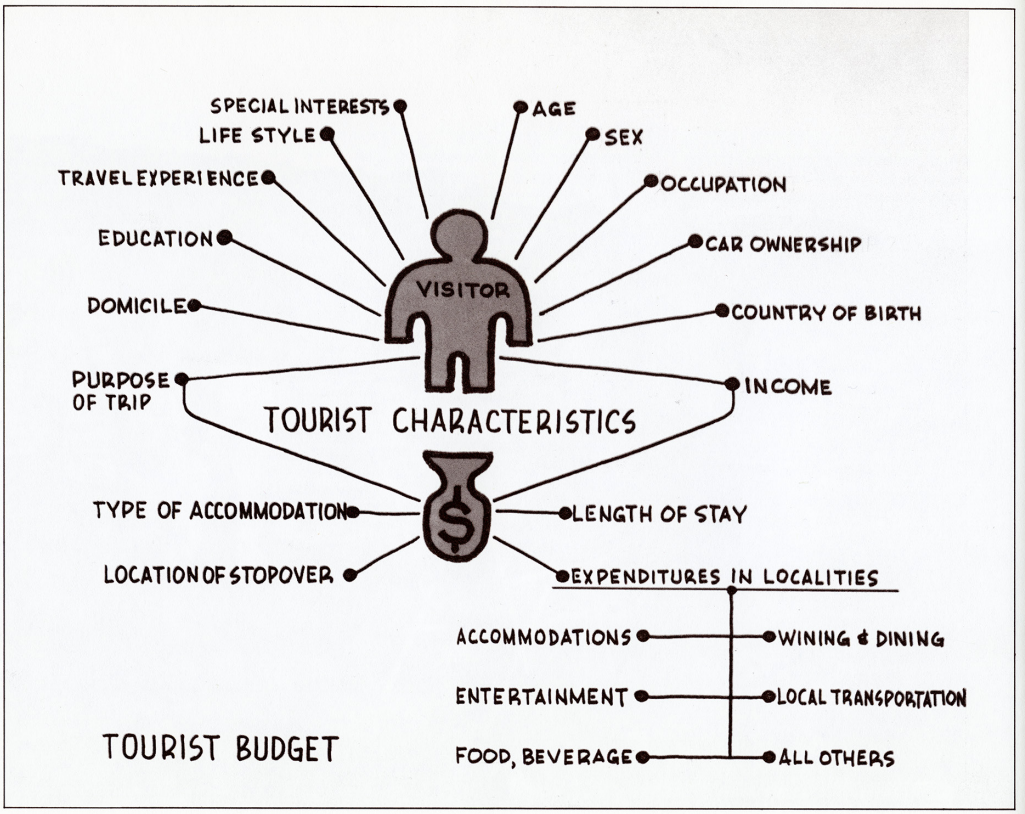 SPECIAL INTERESTS
AGE
LIFE STYLE
SEX
TRAVEL EXPERIENCE
OCCUPATION
EDUCATION
CAR OWNERSHIP
VISITOR
DOMICILE
COUNTRY OF BIRTH
PURPOSE
OF TRIP
INCOME
TOURIST CHARACTERISTICS
$
TYPE OF ACCOMMODATION
LENGTH OF STAY
LOCATION OF STOPOVER
EXPENDITURES IN LOCALITIES
ACCOMMODATIONS
WINING & DINING
ENTERTAINMENT
LOCAL TRANSPORTATION
FOOD, BEVERAGE
ALL OTHERS
TOURIST BUDGET